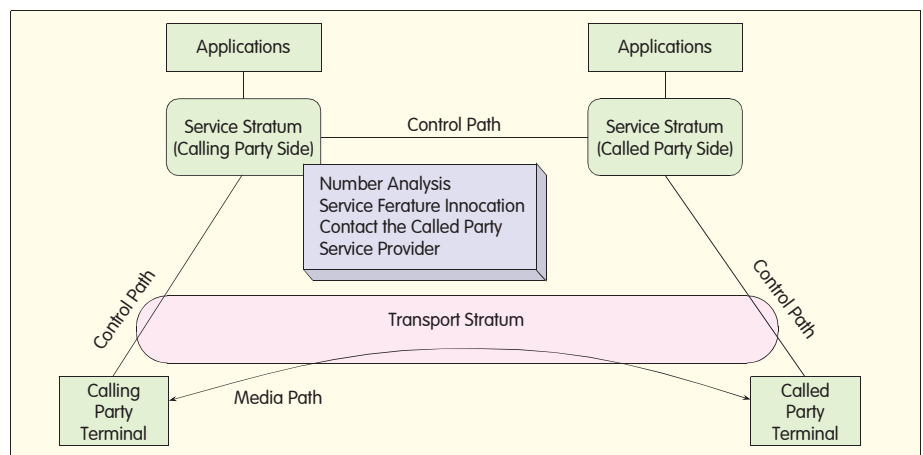 Applications
Applications
Service Stratum
(Calling Party Side)
Control Path
Service Stratum
(Called Party Side)
Number Analysis
Service Ferature Innocation
Contact the Called Party
Service Provider
Control Path
Control Path
Transport Stratum
Calling
Party
Terminal
Media Path
Called
Party
Terminal